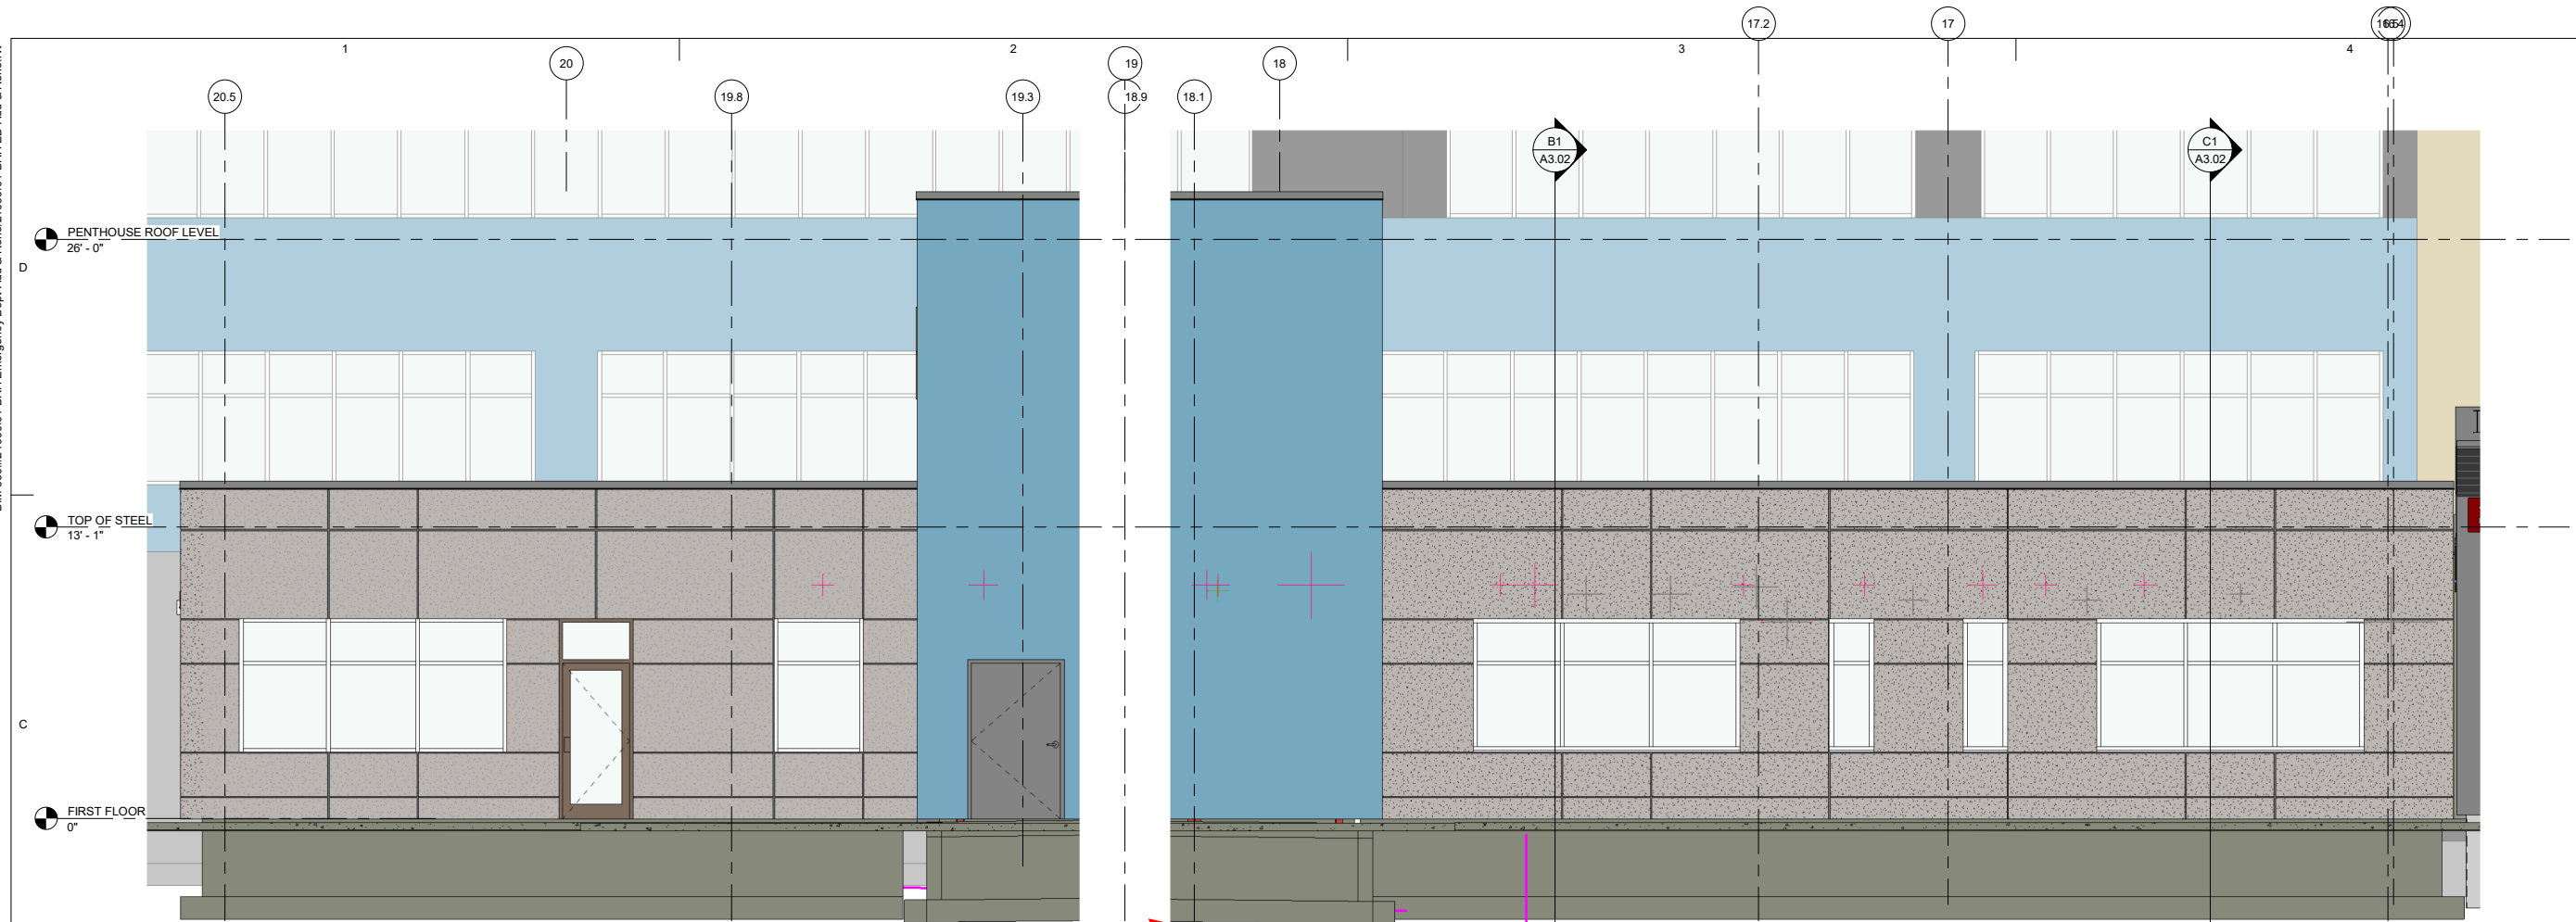 17.2
17
1
2
3
4
20
19
18
20.5
19.8
19.3
18.9
18.1
B1
A3.02
C1
A3.02
PENTHOUSE ROOF LEVEL
26' - 0"
D
TOP OF STEEL
13' - 1"
C
FIRST FLOOR
0"